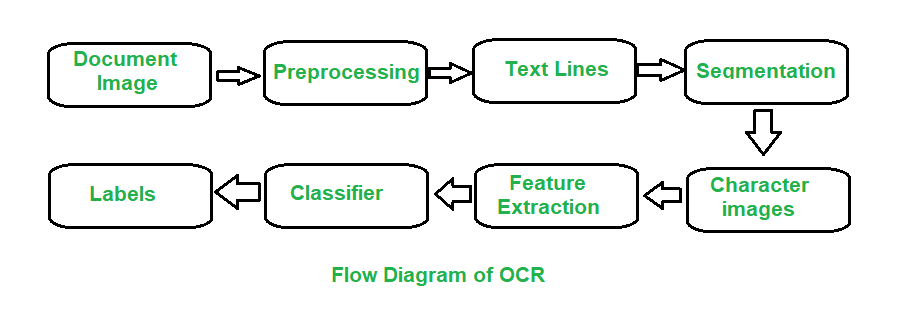 Document
Image
Preprocessing
Text Lines
Segmentation
Character
images
Feature
Extraction
Classifier
Labels
Flow Diagram of OCR